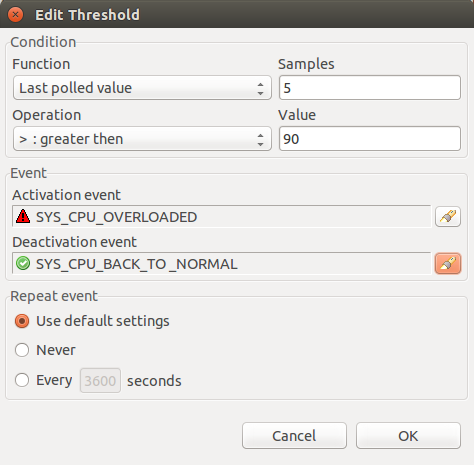 Edit Threshold
Condition
Function Samples
Last polled value 5
Operation Value
> : greater then 90
Event
Activation event
SYS_CPU_OVERLOADED
Deactivation event
SYS_CPU_BACK_TO _NORMAL
Repeat event
Use default settings
Never
Every 3600 seconds
Cancel OK